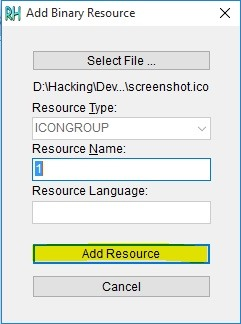 RH Add Binary Resource
Select File ...
D:\Hacking\Dev...\screenshot.ico
Resource Type:
ICONGROUP
Resource Name:
1
Resource Language:
Add Resource
Cancel